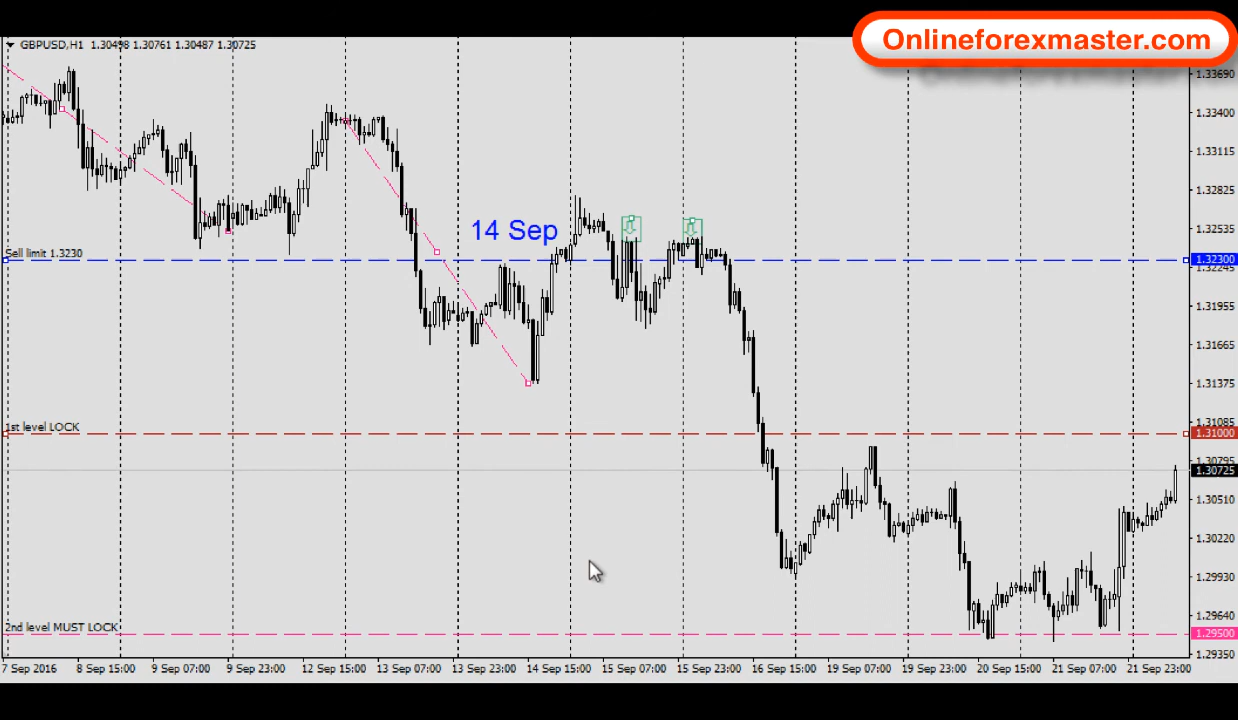 Onlineforexmaster.com
GBPUSD,H1 1.30498 1.30761 1.30487 1.30725
1.33690
1.33400
1.33115
1.32825
14 Sep
1.32535
Sell limit 1.3230
1.32300
1.32245
1.31955
1.31665
1.31375
1.31085
1st level LOCK
1.31000
1.30795
1.30725
1.30510
1.30220
1.29930
1.29640
2nd level MUST LOCK
1.29500
1.29350
7 Sep 2016 8 Sep 15:00 9 Sep 07:00 9 Sep 23:00 12 Sep 15:00 13 Sep 07:00 13 Sep 23:00 14 Sep 15:00 15 Sep 07:00 15 Sep 23:00 16 Sep 15:00 19 Sep 07:00 19 Sep 23:00 20 Sep 15:00 21 Sep 07:00 21 Sep 23:00